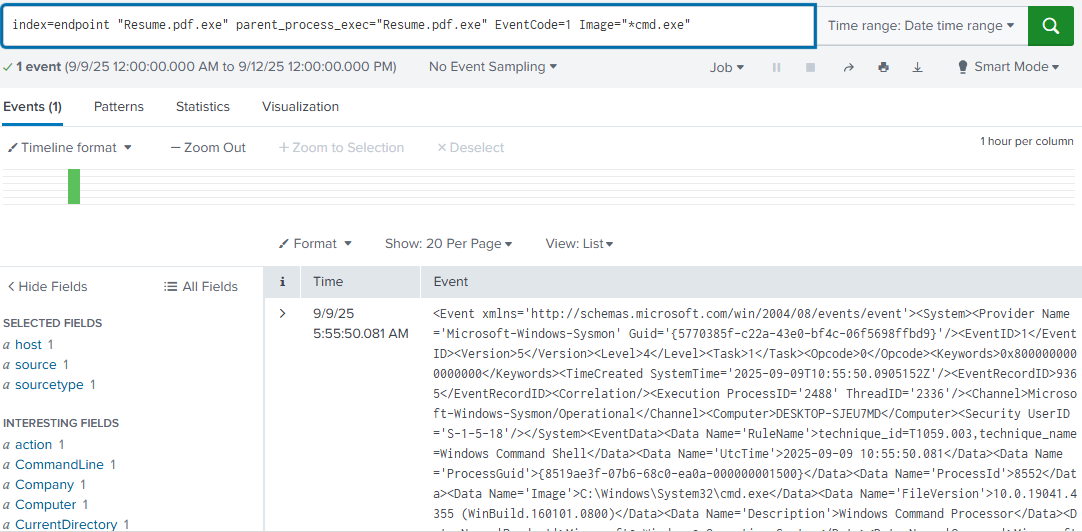 index=endpoint "Resume.pdf.exe" parent_process_exec="Resume.pdf.exe" EventCode=1 Image="*cmd.exe"
Time range: Date time range
1 event (9/9/25 12:00:00.000 AM to 9/12/25 12:00:00.000 PM)
No Event Sampling
Job
Smart Mode
Events (1)
Patterns
Statistics
Visualization
Timeline format
Zoom Out
+ Zoom to Selection
× Deselect
1 hour per column
Format
Show: 20 Per Page
View: List
Hide Fields
All Fields
SELECTED FIELDS
a host 1
a source 1
a sourcetype 1
INTERESTING FIELDS
a action 1
a CommandLine 1
a Company 1
a Computer 1
a CurrentDirectory 1
i
Time
Event
9/9/25
5:55:50.081 AM
<Event xmlns='http://schemas.microsoft.com/win/2004/08/events/event'><System><Provider Name
='Microsoft-Windows-Sysmon' Guid='{5770385f-c22a-43e0-bf4c-06f5698ffbd9}'/><EventID>1</Event
ID><Version>5</Version><Level>4</Level><Task>1</Task><Opcode>0</Opcode><Keywords>0x800000000
0000000</Keywords><TimeCreated SystemTime='2025-09-09T10:55:50.0905152Z'/><EventRecordID>936
5</EventRecordID><Correlation/><Execution ProcessID='2488' ThreadID='2336'/><Channel>Microso
ft-Windows-Sysmon/Operational</Channel><Computer>DESKTOP-SJEU7MD</Computer><Security UserID
='S-1-5-18'/></System><EventData><Data Name='RuleName'>technique_id=T1059.003,technique_name=
Windows Command Shell</Data><Data Name='UtcTime'>2025-09-09 10:55:50.081</Data><Data Name
='ProcessGuid'>{8519ae3f-07b6-68c0-ea0a-000000001500}</Data><Data Name='ProcessId'>8552</Dat
a><Data Name='Image'>C:\Windows\System32\cmd.exe</Data><Data Name='FileVersion'>10.0.19041.4
355 (WinBuild.160101.0800)</Data><Data Name='Description'>Windows Command Processor</Data><D